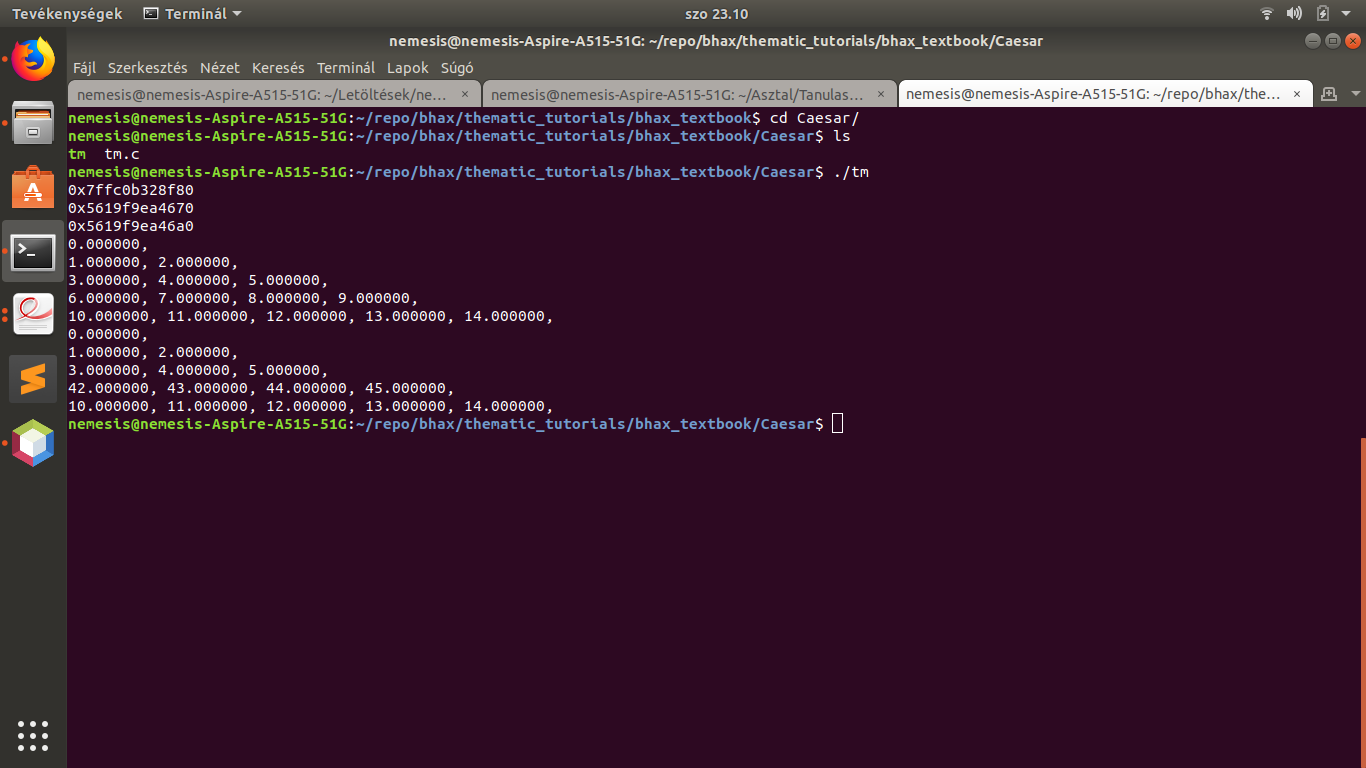 Tevékenységek Terminál szo 23.10
nemesis@nemesis-Aspire-A515-51G: ~/repo/bhax/thematic_tutorials/bhax_textbook/Caesar
Fájl Szerkesztés Nézet Keresés Terminál Lapok Súgó
nemesis@nemesis-Aspire-A515-51G: ~/Letöltések/ne… × nemesis@nemesis-Aspire-A515-51G: ~/Asztal/Tanulas… × nemesis@nemesis-Aspire-A515-51G: ~/repo/bhax/the… ×
nemesis@nemesis-Aspire-A515-51G:~/repo/bhax/thematic_tutorials/bhax_textbook$ cd Caesar/
nemesis@nemesis-Aspire-A515-51G:~/repo/bhax/thematic_tutorials/bhax_textbook/Caesar$ ls
tm  tm.c
nemesis@nemesis-Aspire-A515-51G:~/repo/bhax/thematic_tutorials/bhax_textbook/Caesar$ ./tm
0x7ffc0b328f80
0x5619f9ea4670
0x5619f9ea46a0
0.000000,
1.000000, 2.000000,
3.000000, 4.000000, 5.000000,
6.000000, 7.000000, 8.000000, 9.000000,
10.000000, 11.000000, 12.000000, 13.000000, 14.000000,
0.000000,
1.000000, 2.000000,
3.000000, 4.000000, 5.000000,
42.000000, 43.000000, 44.000000, 45.000000,
10.000000, 11.000000, 12.000000, 13.000000, 14.000000,
nemesis@nemesis-Aspire-A515-51G:~/repo/bhax/thematic_tutorials/bhax_textbook/Caesar$